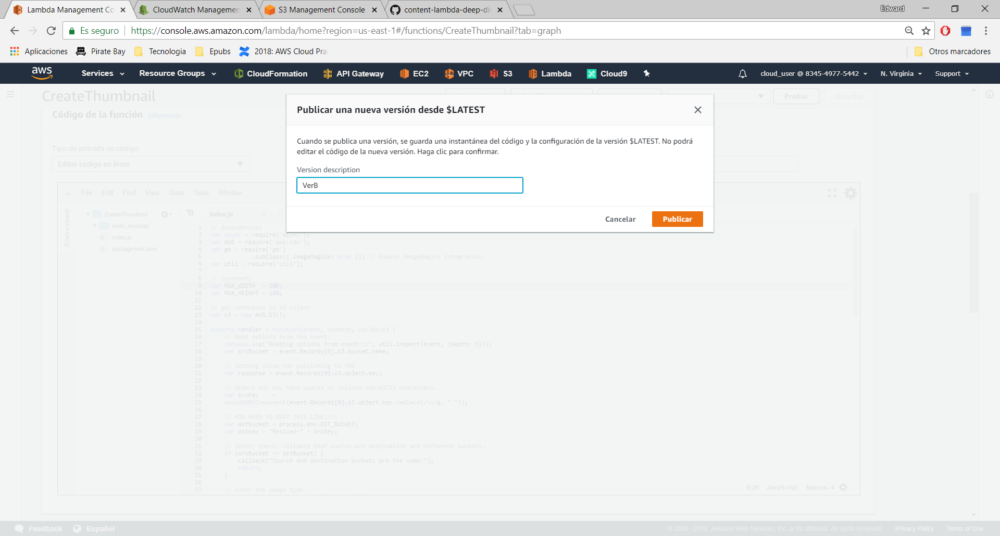 Lambda Management Co
CloudWatch Managemen
S3 Management Console
content-lambda-deep-di
Edward
Es seguro
https://console.aws.amazon.com/lambda/home?region=us-east-1#/functions/CreateThumbnail?tab=graph
Aplicaciones
Pirate Bay
Tecnologia
Epubs
2018: AWS Cloud Pra
Otros marcadores
aws
Services
Resource Groups
CloudFormation
API Gateway
EC2
VPC
S3
Lambda
Cloud9
cloud_user @ 8345-4977-5442
N. Virginia
Support
CreateThumbnail
Probar
Guardar
Código de la función Información
Tipo de entrada de código
Editar código en línea
Publicar una nueva versión desde $LATEST
Cuando se publica una versión, se guarda una instantánea del código y la configuración de la versión $LATEST. No podrá
editar el código de la nueva versión. Haga clic para confirmar.
Version description
VerB
Cancelar
Publicar
File Edit Find View Goto Tools Window
Environment
CreateThumbnail
node_modules
index.js
package-lock.json
index.js
1 // dependencies
2 var async = require('async');
3 var AWS = require('aws-sdk');
4 var gm = require('gm')
5 .subClass({ imageMagick: true }); // Enable ImageMagick integration.
6 var util = require('util');
7
8 // constants
9 var MAX_WIDTH = 100;
10 var MAX_HEIGHT = 100;
11
12 // get reference to S3 client
13 var s3 = new AWS.S3();
14
15 exports.handler = function(event, context, callback) {
16 // Read options from the event.
17 console.log("Reading options from event:\n", util.inspect(event, {depth: 5}));
18 var srcBucket = event.Records[0].s3.bucket.name;
19
20 // Setting value for publishing to SNS
21 var response = event.Records[0].s3.object.key;
22
23 // Object key may have spaces or unicode non-ASCII characters.
24 var srcKey =
25 decodeURIComponent(event.Records[0].s3.object.key.replace(/\+/g, " "));
26
27 // YOU NEED TO EDIT THIS LINE!!!!
28 var dstBucket = process.env.DST_BUCKET;
29 var dstKey = "Resized-" + srcKey;
30
31 // Sanity check: validate that source and destination are different buckets.
32 if (srcBucket == dstBucket) {
33 callback("Source and destination buckets are the same.");
34 return;
35 }
36
37 // Infer the image type.
9:20 JavaScript Spaces: 4
Feedback
Español
© 2008 - 2018, Amazon Web Services, Inc. or its affiliates. All rights reserved.
Privacy Policy
Terms of Use